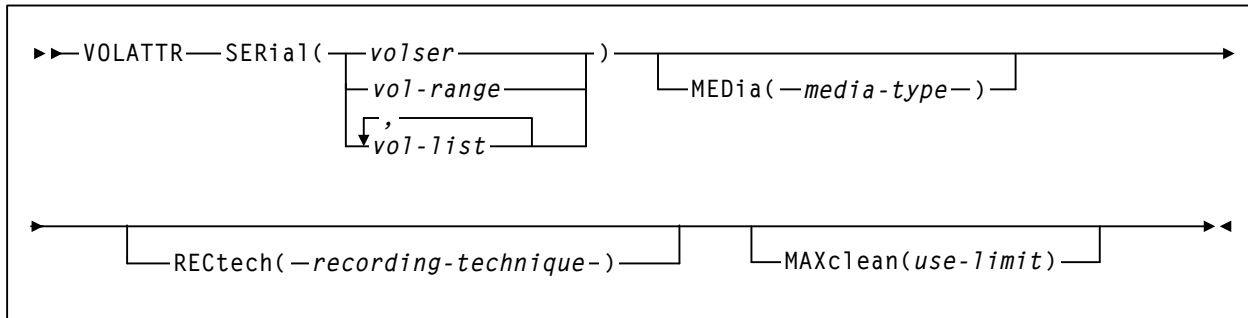 VOLATTR SERial( volser )
vol-range
,
vol-list
MEDia( media-type )
RECtech( recording-technique )
MAXclean(use-limit)